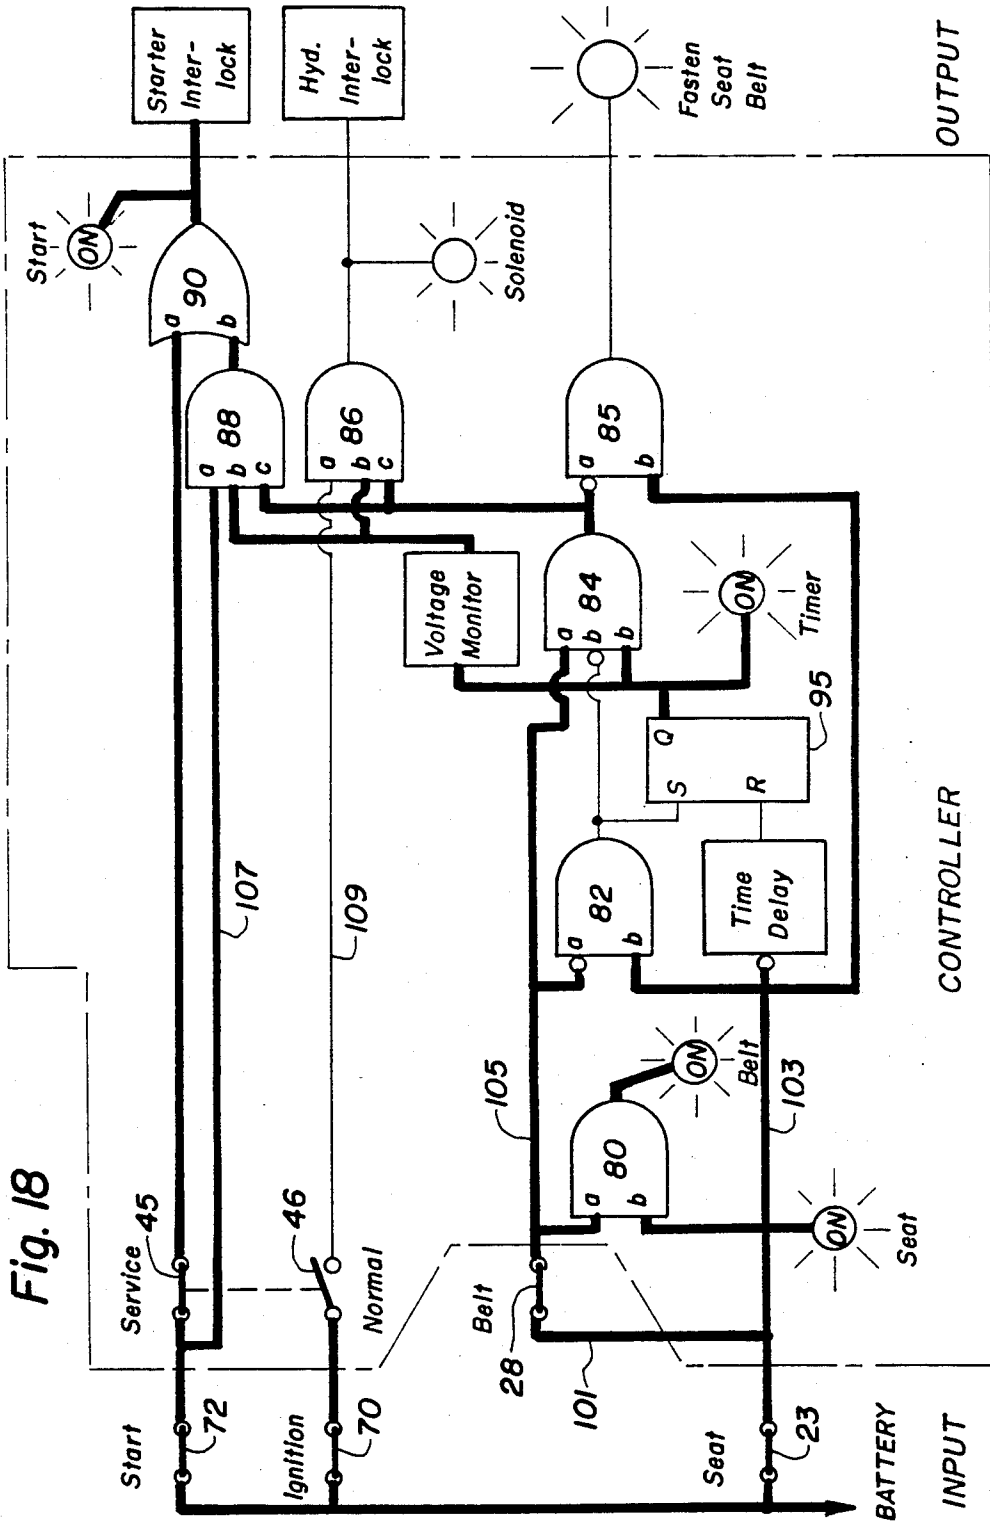 Fig. 18
Start
72
Service
45
107
a
b
90
Start
ON
Starter
Inter-
lock
a
b
c
88
Ignition
70
46
Normal
109
a
b
c
86
Hyd.
Inter-
lock
Solenoid
Voltage
Monitor
Belt
28
101
105
a
b
80
ON
Belt
a
b
82
a
b
b
84
a
b
85
Fasten
Seat
Belt
S
Q
R
95
ON
Timer
Time
Delay
Seat
23
103
ON
Seat
BATTERY
INPUT
CONTROLLER
OUTPUT